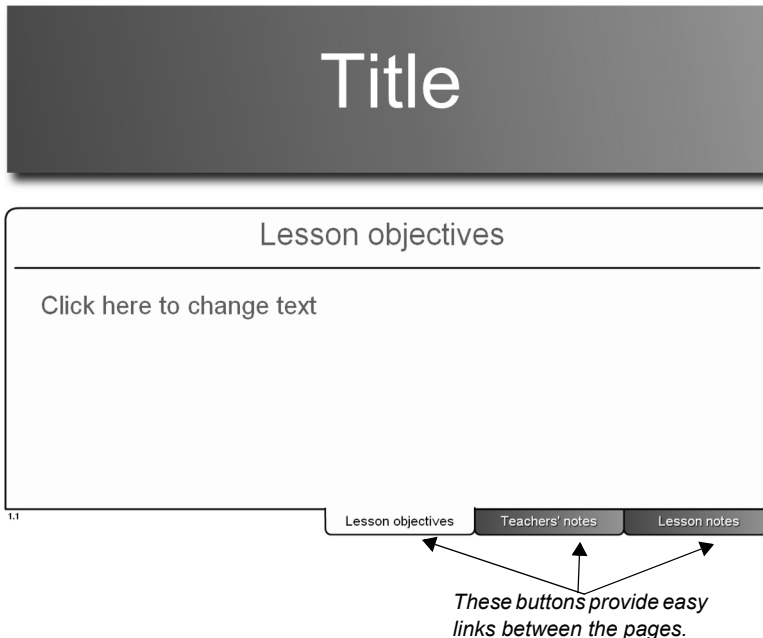 Title
Lesson objectives
Click here to change text
1.1
Lesson objectives
Teachers' notes
Lesson notes
These buttons provide easy
links between the pages.